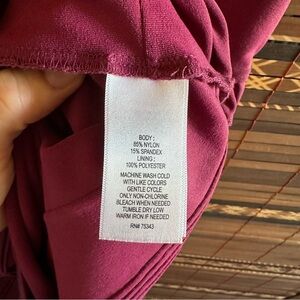 BODY :
85% NYLON
15% SPANDEX
LINING :
100% POLYESTER
MACHINE WASH COLD
WITH LIKE COLORS
GENTLE CYCLE
ONLY NON-CHLORINE
BLEACH WHEN NEEDED
TUMBLE DRY LOW
WARM IRON IF NEEDED
RN# 75343